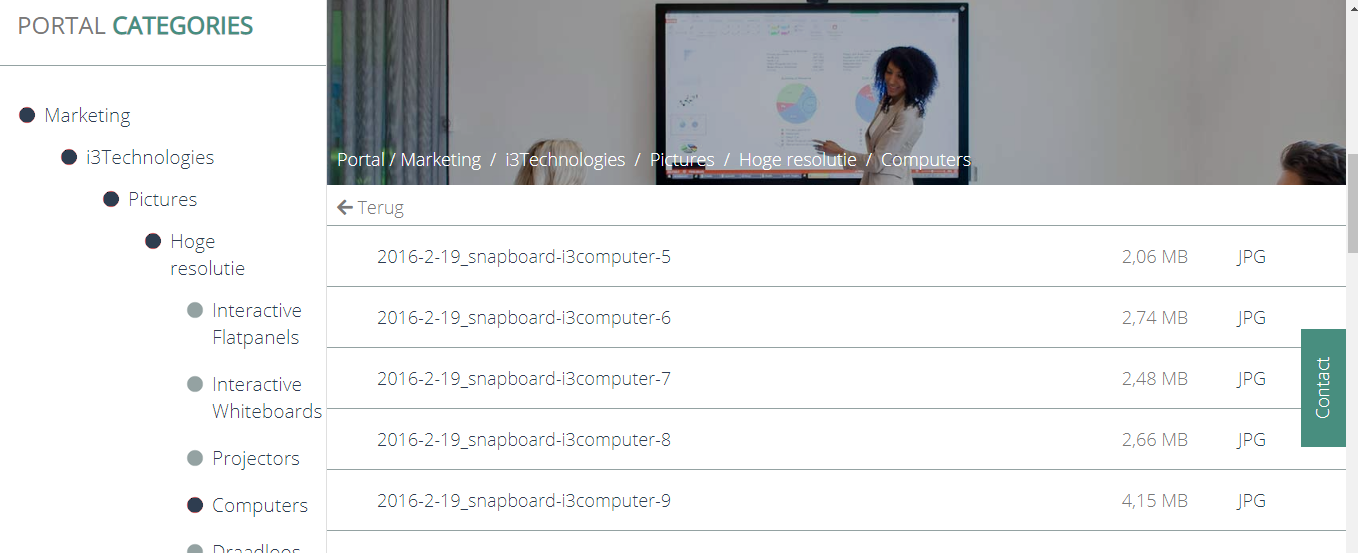 PORTAL CATEGORIES
Marketing
i3Technologies
Pictures
Hoge
resolutie
Interactive
Flatpanels
Interactive
Whiteboards
Projectors
Computers
Draadloos
Portal / Marketing / i3Technologies / Pictures / Hoge resolutie / Computers
Terug
2016-2-19_snapboard-i3computer-5 2,06 MB JPG
2016-2-19_snapboard-i3computer-6 2,74 MB JPG
2016-2-19_snapboard-i3computer-7 2,48 MB JPG
2016-2-19_snapboard-i3computer-8 2,66 MB JPG
2016-2-19_snapboard-i3computer-9 4,15 MB JPG
Contact